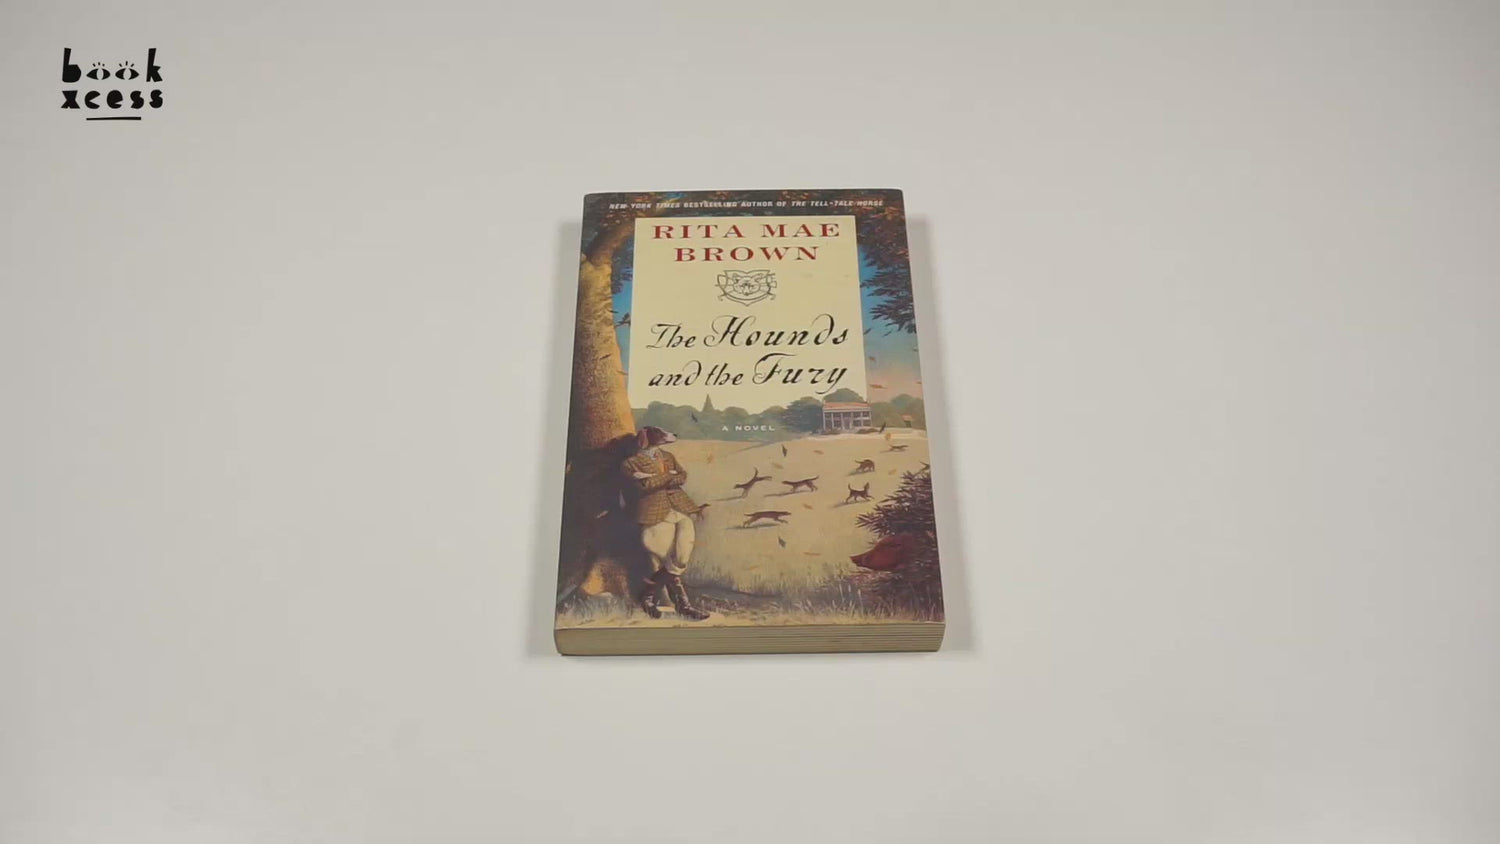 book
xcess
NEW YORK TIMES BESTSELLING AUTHOR OF THE TELL-TALE HORSE
RITA MAE
BROWN
The Hounds
and the Fury
A NOVEL